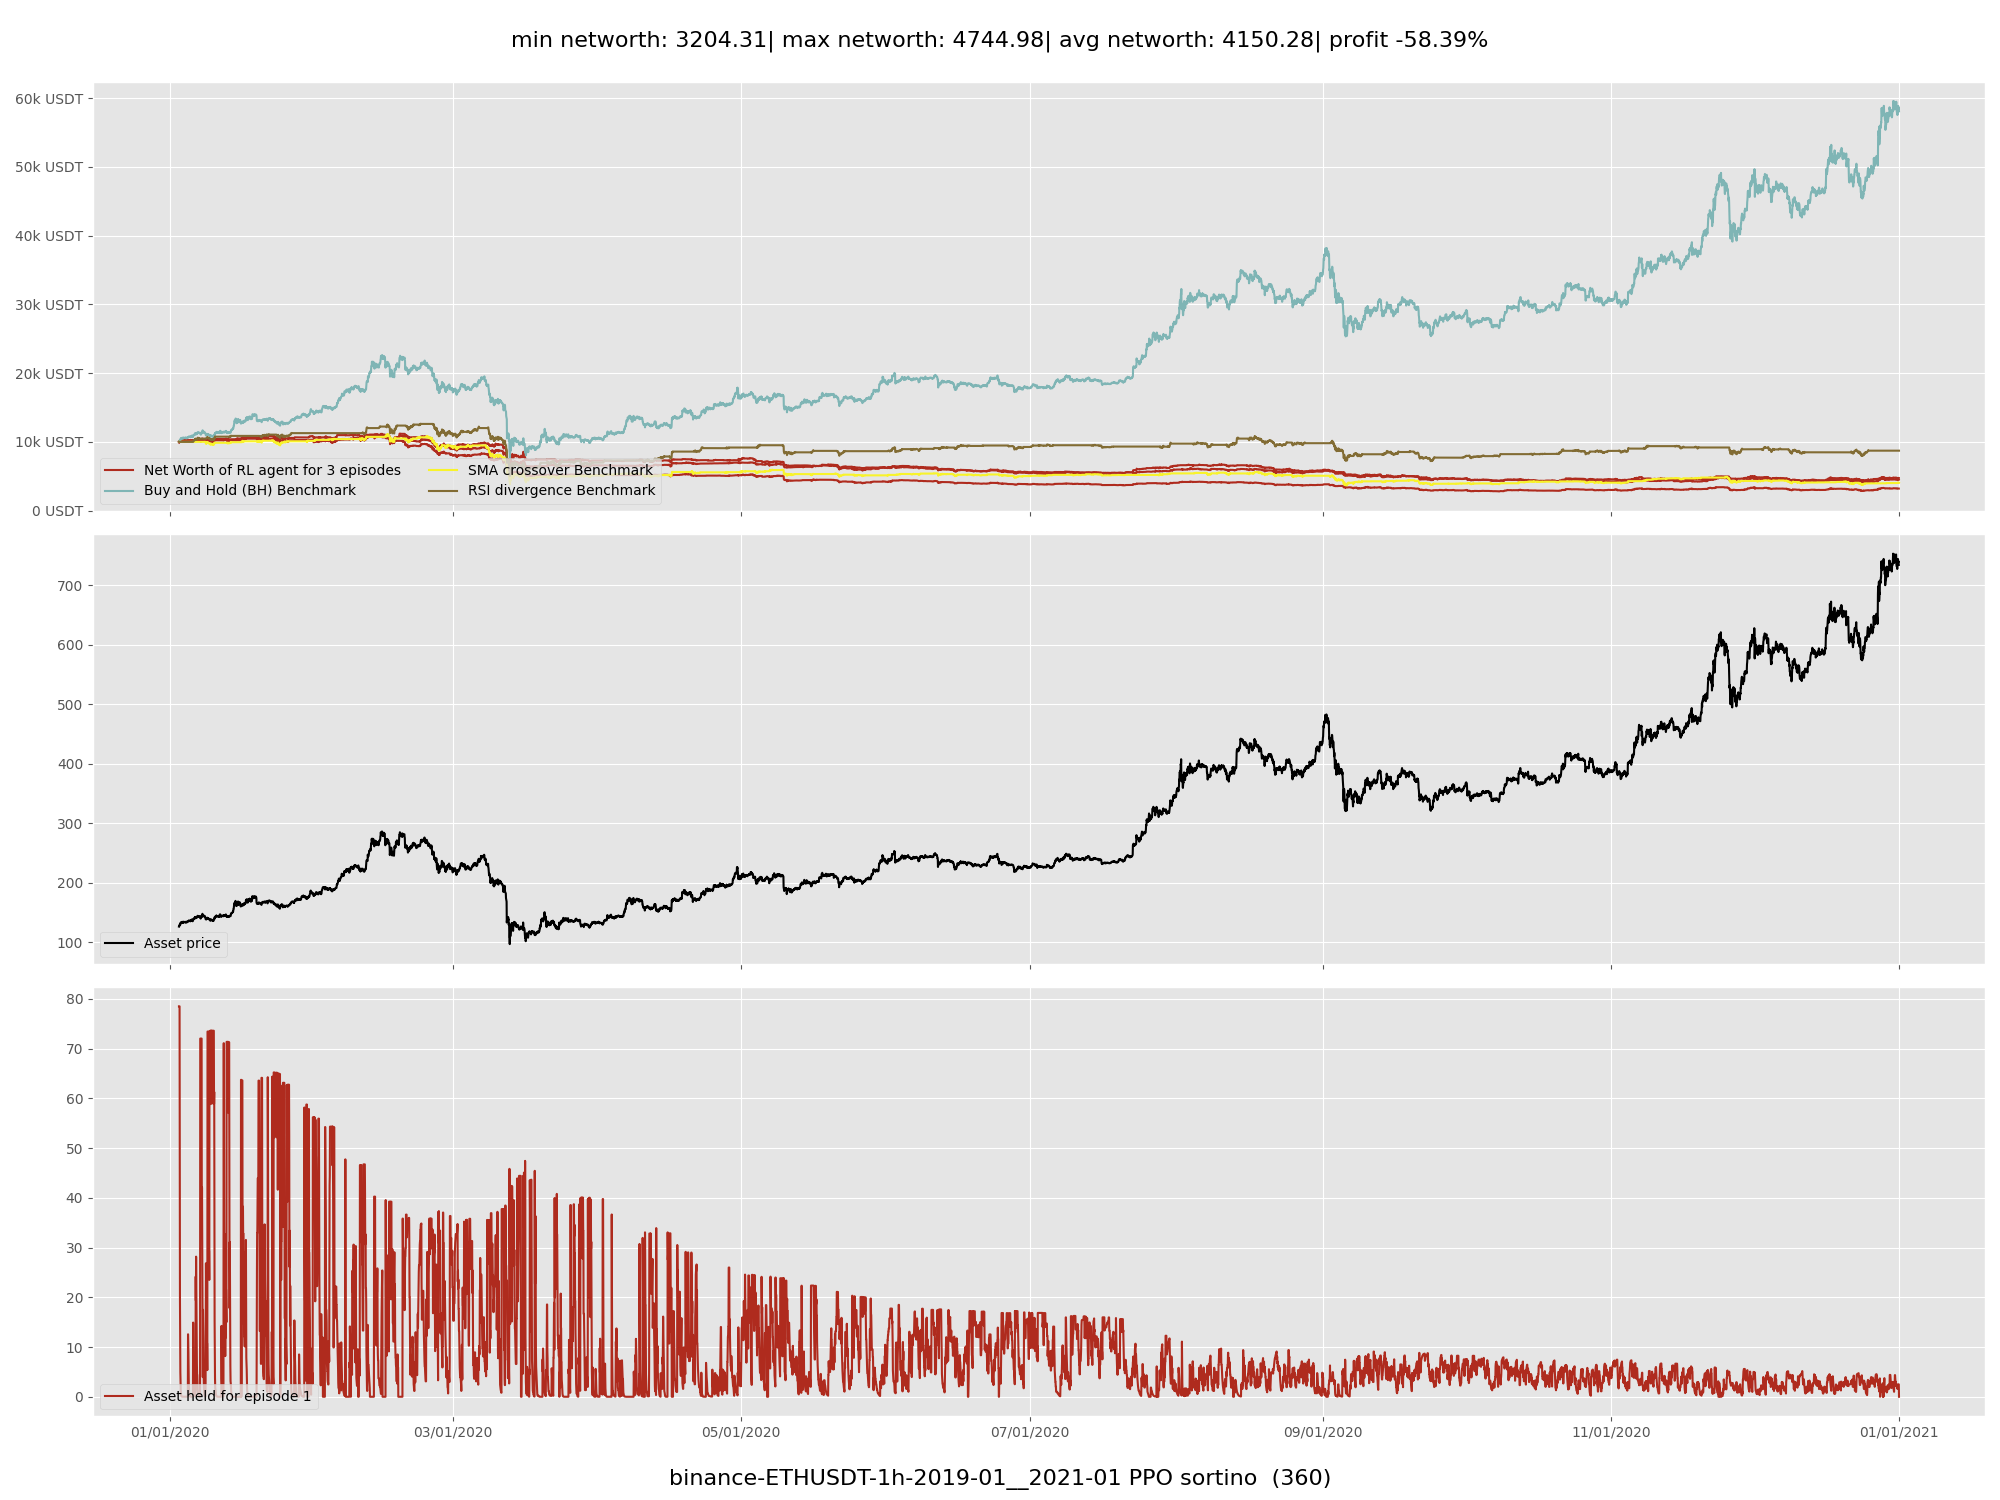 min networth: 3204.31| max networth: 4744.98| avg networth: 4150.28| profit -58.39%
60k USDT
50k USDT
40k USDT
30k USDT
20k USDT
10k USDT
0 USDT
Net Worth of RL agent for 3 episodes
Buy and Hold (BH) Benchmark
SMA crossover Benchmark
RSI divergence Benchmark
700
600
500
400
300
200
100
Asset price
80
70
60
50
40
30
20
10
0
Asset held for episode 1
01/01/2020 03/01/2020 05/01/2020 07/01/2020 09/01/2020 11/01/2020 01/01/2021
binance-ETHUSDT-1h-2019-01__2021-01 PPO sortino (360)